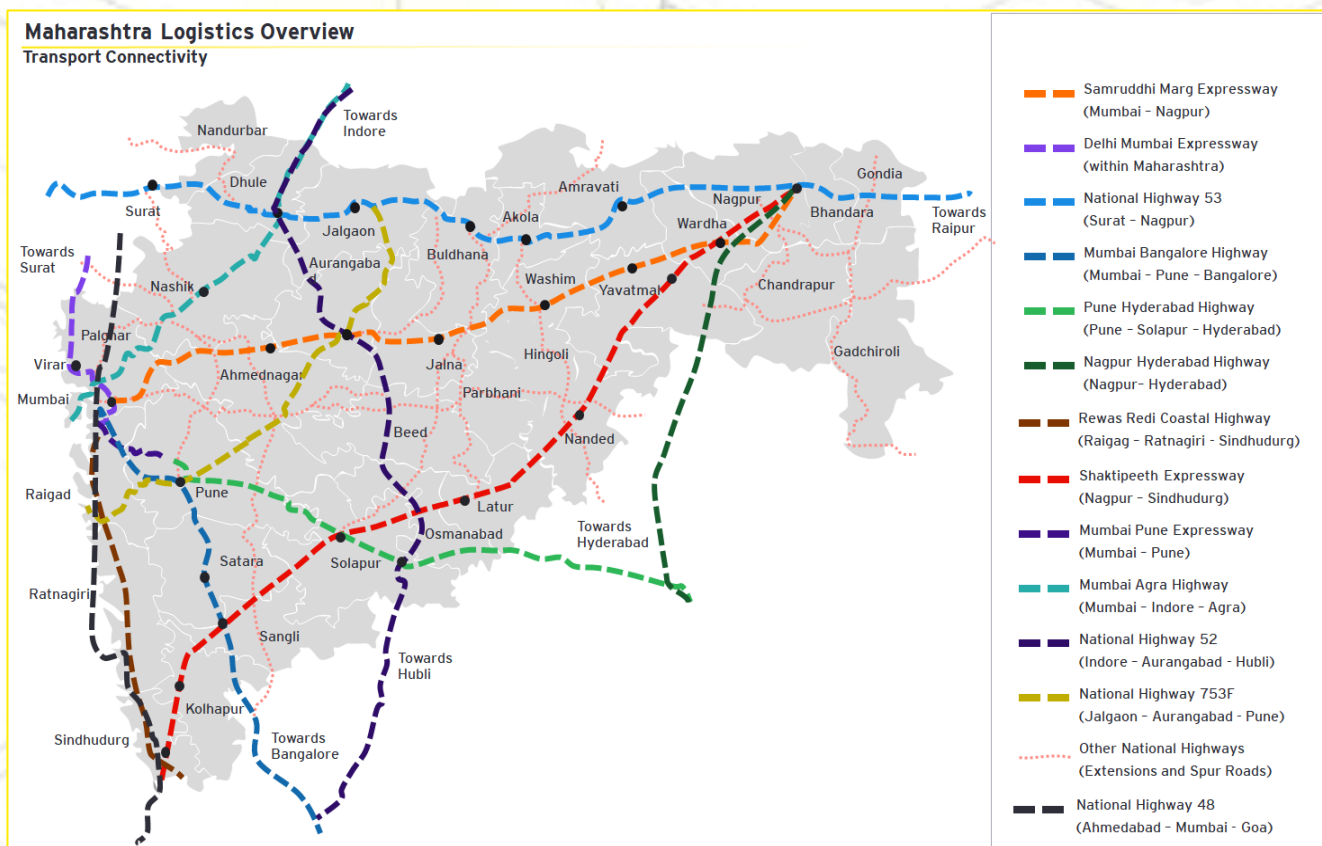 Maharashtra Logistics Overview
Transport Connectivity
Nandurbar
Towards
Indore
Dhule
Surat
Jalgaon
Amravati
Akola
Nagpur
Gondia
Bhandara
Towards
Raipur
Wardha
Buldhana
Towards
Surat
Aurangaba
d
Nashik
Washim
Yavatmal
Chandrapur
Palghar
Virar
Ahmednagar
Jalna
Hingoli
Gadchiroli
Mumbai
Parbhani
Beed
Nanded
Raigad
Pune
Latur
Towards
Hyderabad
Osmanabad
Satara
Solapur
Ratnagiri
Sangli
Towards
Hubli
Kolhapur
Sindhudurg
Towards
Bangalore
Samruddhi Marg Expressway
(Mumbai – Nagpur)
Delhi Mumbai Expressway
(within Maharashtra)
National Highway 53
(Surat – Nagpur)
Mumbai Bangalore Highway
(Mumbai – Pune – Bangalore)
Pune Hyderabad Highway
(Pune – Solapur – Hyderabad)
Nagpur Hyderabad Highway
(Nagpur- Hyderabad)
Rewas Redi Coastal Highway
(Raigag – Ratnagiri - Sindhudurg)
Shaktipeeth Expressway
(Nagpur – Sindhudurg)
Mumbai Pune Expressway
(Mumbai – Pune)
Mumbai Agra Highway
(Mumbai – Indore – Agra)
National Highway 52
(Indore – Aurangabad - Hubli)
National Highway 753F
(Jalgaon – Aurangabad - Pune)
Other National Highways
(Extensions and Spur Roads)
National Highway 48
(Ahmedabad – Mumbai - Goa)